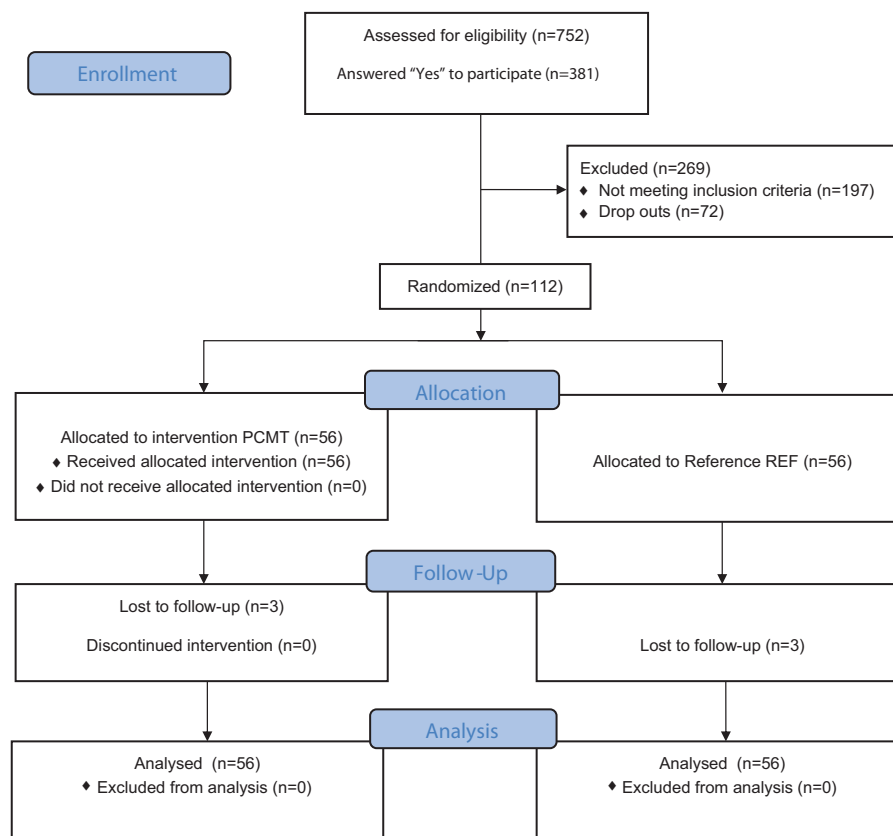 Assessed for eligibility (n=752)
Answered “Yes” to participate (n=381)
Enrollment
Excluded (n=269)
♦ Not meeting inclusion criteria (n=197)
♦ Drop outs (n=72)
Randomized (n=112)
Allocation
Allocated to intervention PCMT (n=56)
♦ Received allocated intervention (n=56)
♦ Did not receive allocated intervention (n=0)
Allocated to Reference REF (n=56)
Follow-Up
Lost to follow-up (n=3)
Discontinued intervention (n=0)
Lost to follow-up (n=3)
Analysis
Analysed (n=56)
♦ Excluded from analysis (n=0)
Analysed (n=56)
♦ Excluded from analysis (n=0)